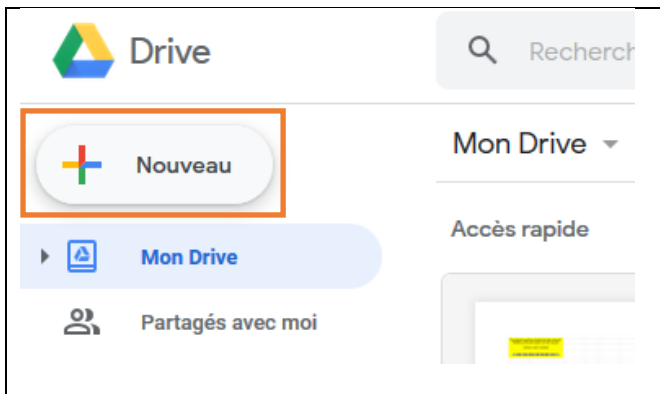 Drive
Recherch
Nouveau
Mon Drive
Accès rapide
Mon Drive
Partagés avec moi